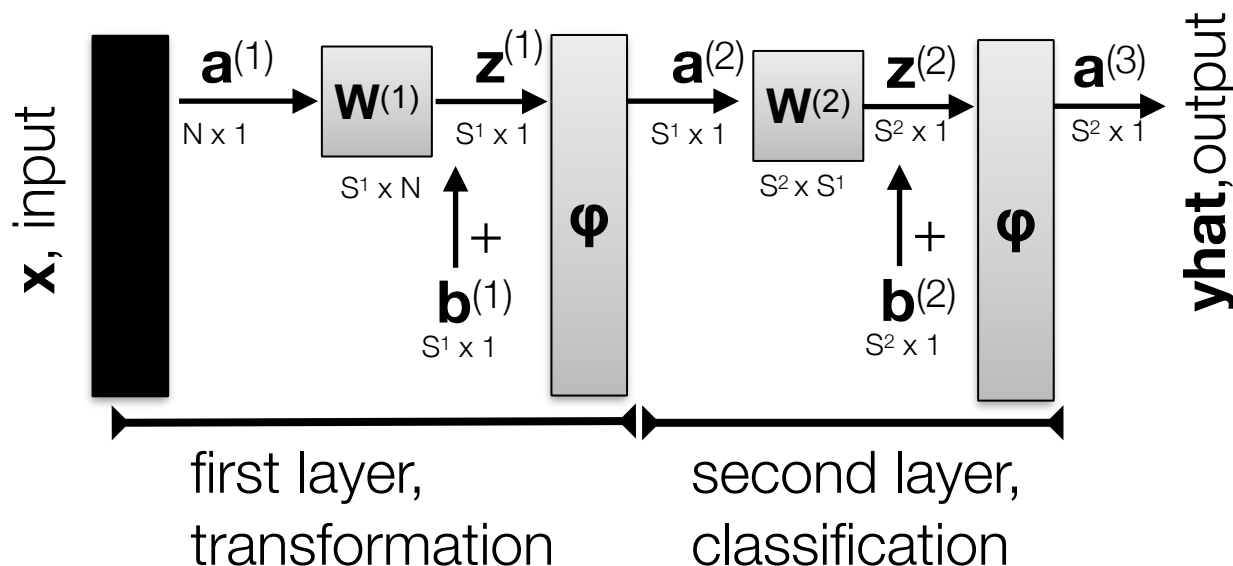 x, input
a(1)
N x 1
W(1)
S¹ x N
z(1)
S¹ x 1
+
b(1)
S¹ x 1
φ
a(2)
S¹ x 1
W(2)
S² x S¹
z(2)
S² x 1
+
b(2)
S² x 1
φ
a(3)
S² x 1
yhat,output
first layer,
transformation
second layer,
classification